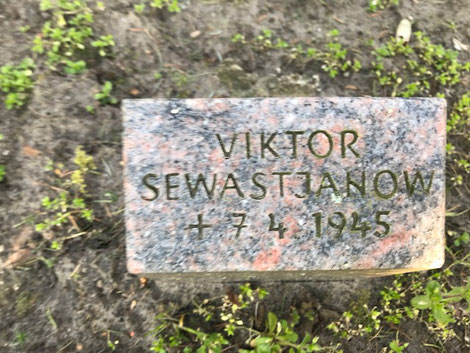 VIKTOR
SEWASTJANOW
+ 7 4 1945